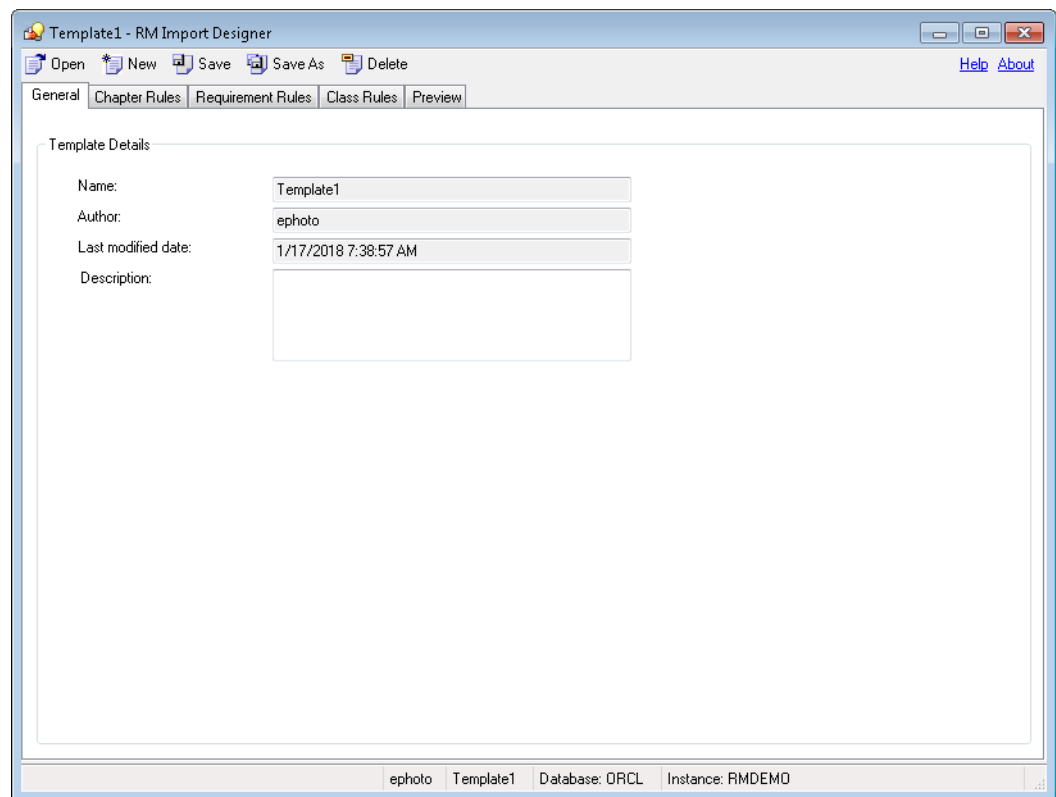 Template1 - RM Import Designer
Open New Save Save As Delete Help About
General Chapter Rules Requirement Rules Class Rules Preview
Template Details
Name: Template1
Author: ephoto
Last modified date: 1/17/2018 7:38:57 AM
Description:
ephoto Template1 Database: ORCL Instance: RMDEMO